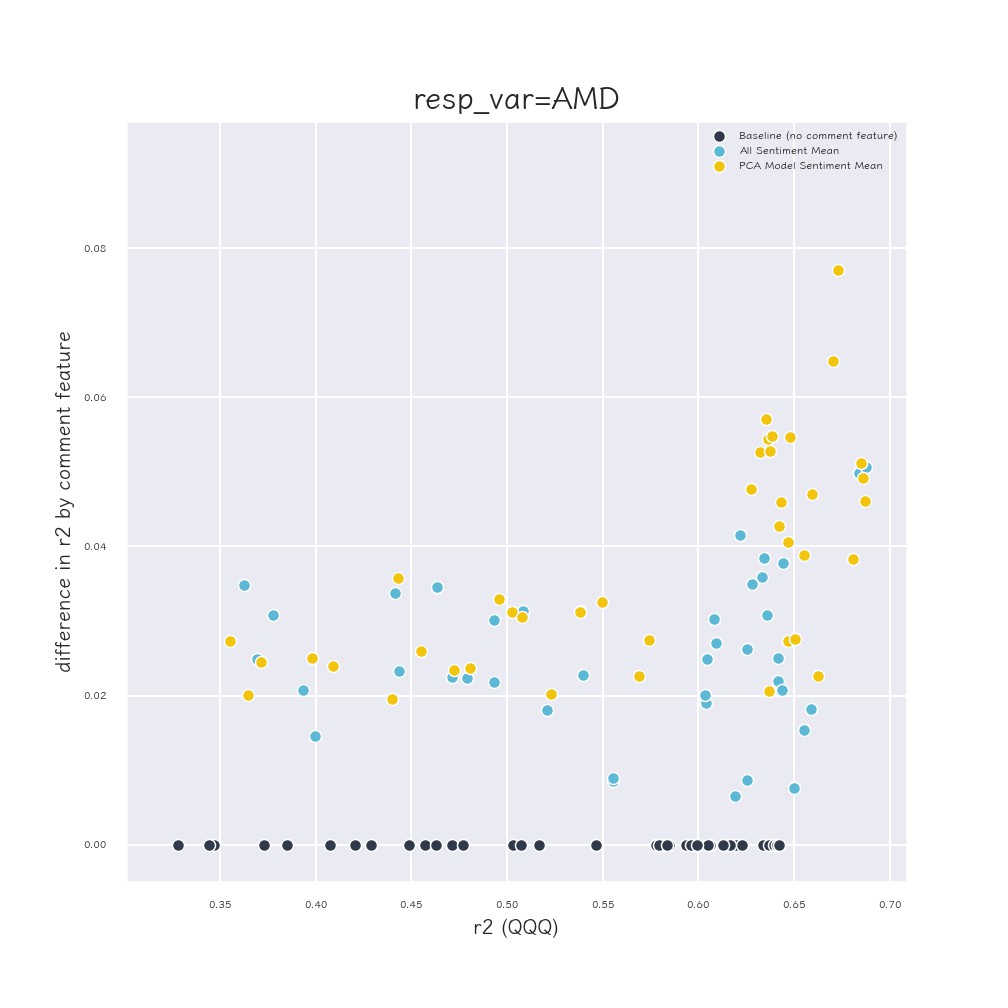 resp_var=AMD
Baseline (no comment feature)
All Sentiment Mean
PCA Model Sentiment Mean
difference in r2 by comment feature
0.08
0.06
0.04
0.02
0.00
0.35 0.40 0.45 0.50 0.55 0.60 0.65 0.70
r2 (QQQ)